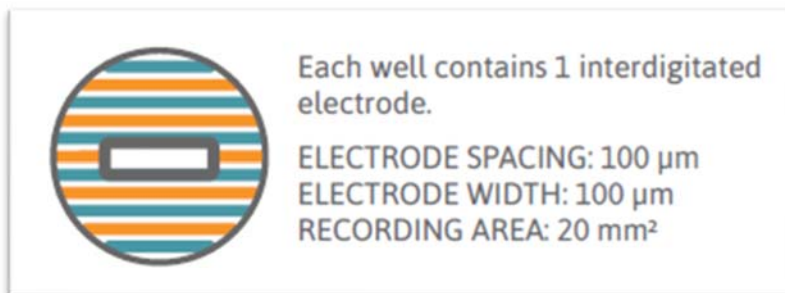 Each well contains 1 interdigitated
electrode.
ELECTRODE SPACING: 100 µm
ELECTRODE WIDTH: 100 µm
RECORDING AREA: 20 mm²